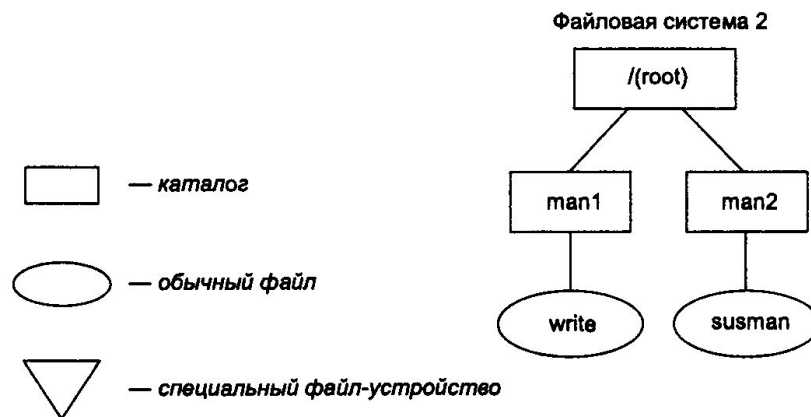 Файловая система 2
/(root)
— каталог
man1
man2
— обычный файл
write
susman
— специальный файл-устройство